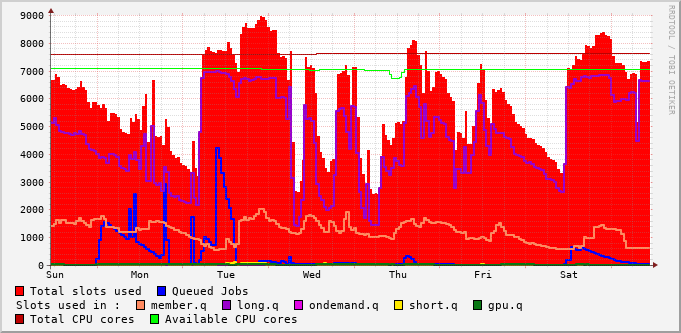 9000
8000
7000
6000
5000
4000
3000
2000
1000
0
Sun Mon Tue Wed Thu Fri Sat
RRDTOOL / TOBI OETIKER
Total slots used Queued Jobs
Slots used in : member.q long.q ondemand.q short.q gpu.q
Total CPU cores Available CPU cores